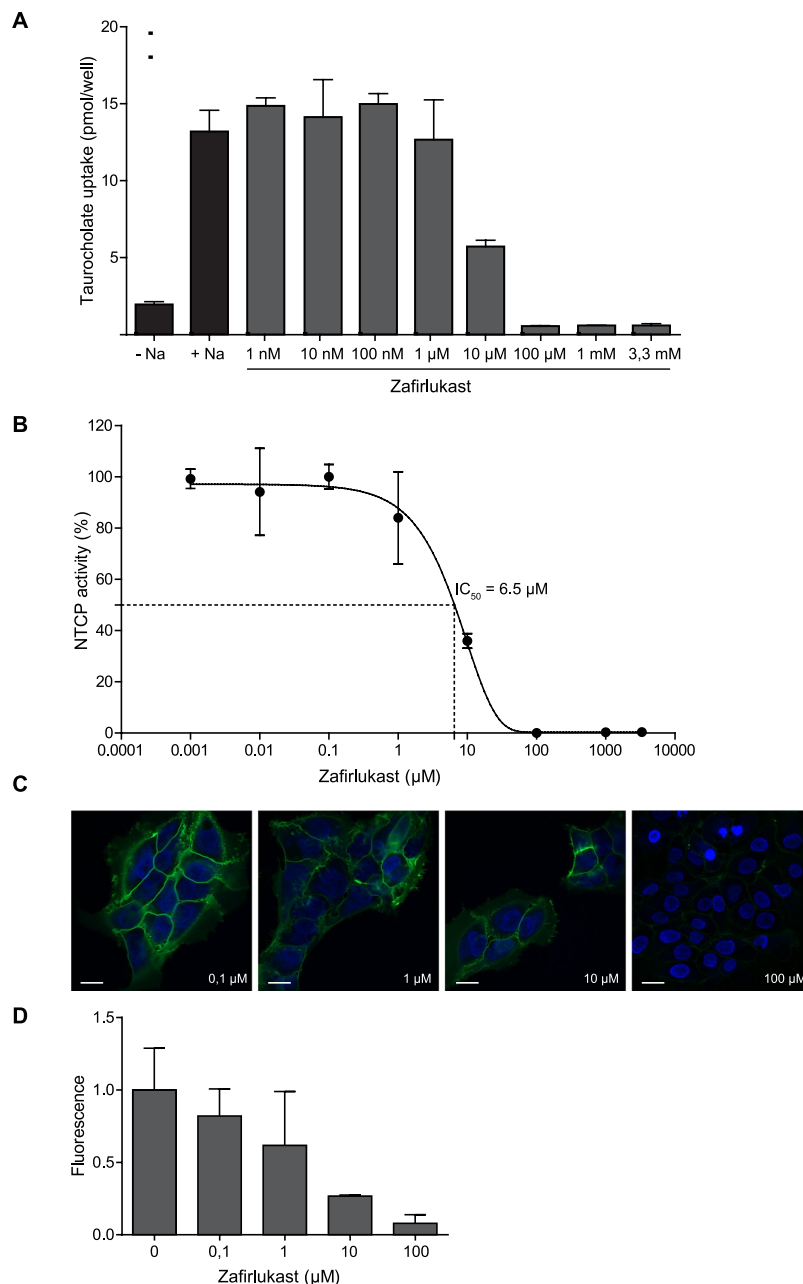 A
Taurocholate uptake (pmol/well)
20
15
10
5
- Na
+ Na
1 nM
10 nM
100 nM
1 µM
10 µM
100 µM
1 mM
3,3 mM
Zafirlukast
B
NTCP activity (%)
120
100
80
60
40
20
0
IC50 = 6.5 µM
0.0001
0.001
0.01
0.1
1
10
100
1000
10000
Zafirlukast (µM)
C
0,1 µM
1 µM
10 µM
100 µM
D
Fluorescence
1.5
1.0
0.5
0.0
0
0,1
1
10
100
Zafirlukast (µM)